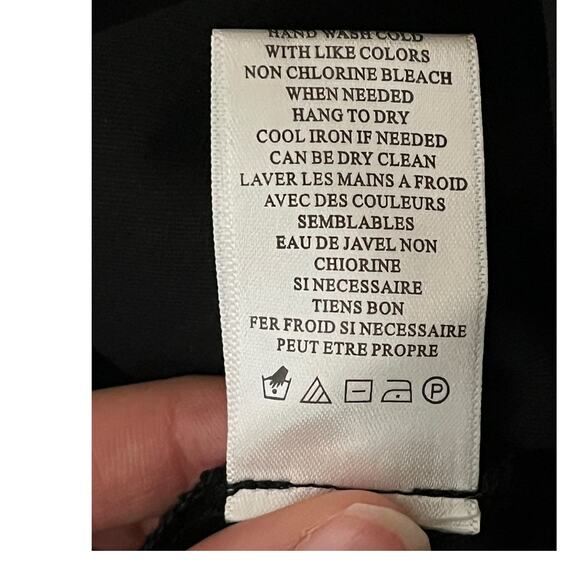 HAND WASH COLD
WITH LIKE COLORS
NON CHLORINE BLEACH
WHEN NEEDED
HANG TO DRY
COOL IRON IF NEEDED
CAN BE DRY CLEAN
LAVER LES MAINS A FROID
AVEC DES COULEURS
SEMBLABLES
EAU DE JAVEL NON
CHIORINE
SI NECESSAIRE
TIENS BON
FER FROID SI NECESSAIRE
PEUT ETRE PROPRE
P